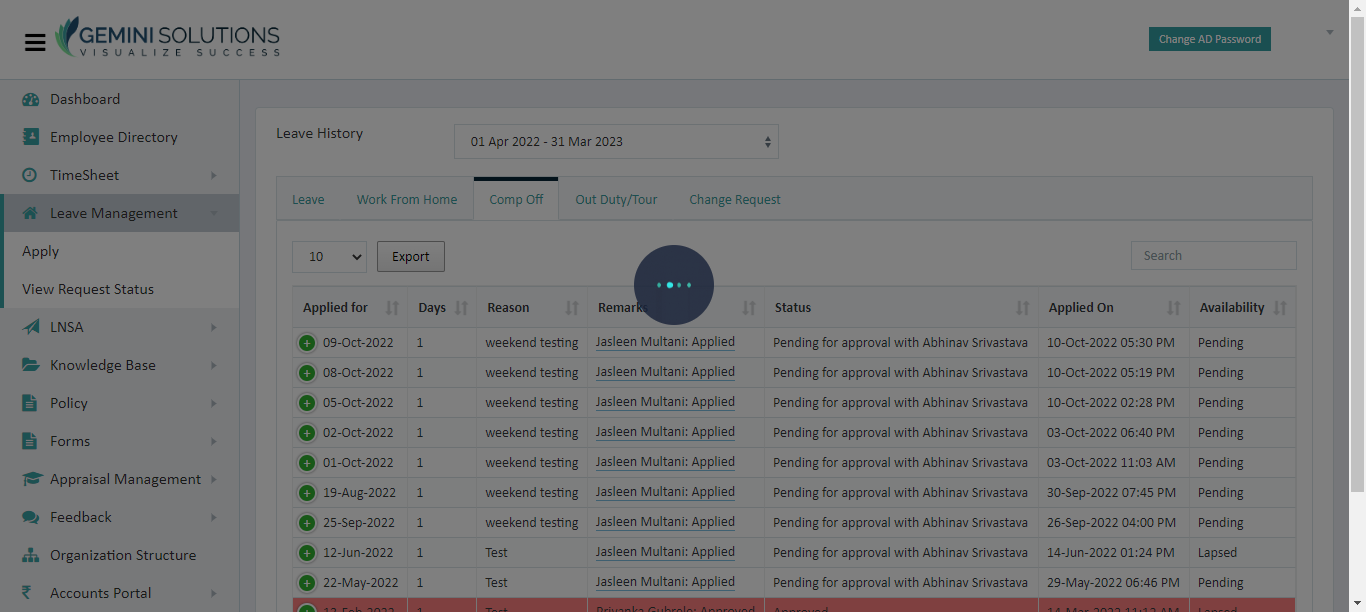 GEMINI SOLUTIONS
VISUALIZE SUCCESS
Change AD Password
Dashboard
Employee Directory
TimeSheet
Leave Management
Apply
View Request Status
LNSA
Knowledge Base
Policy
Forms
Appraisal Management
Feedback
Organization Structure
Accounts Portal
Leave History
01 Apr 2022 - 31 Mar 2023
Leave Work From Home Comp Off Out Duty/Tour Change Request
10 Export Search
Applied for Days Reason Remarks Status Applied On Availability
09-Oct-2022 1 weekend testing Jasleen Multani: Applied Pending for approval with Abhinav Srivastava 10-Oct-2022 05:30 PM Pending
08-Oct-2022 1 weekend testing Jasleen Multani: Applied Pending for approval with Abhinav Srivastava 10-Oct-2022 05:19 PM Pending
05-Oct-2022 1 weekend testing Jasleen Multani: Applied Pending for approval with Abhinav Srivastava 10-Oct-2022 02:28 PM Pending
02-Oct-2022 1 weekend testing Jasleen Multani: Applied Pending for approval with Abhinav Srivastava 03-Oct-2022 06:40 PM Pending
01-Oct-2022 1 weekend testing Jasleen Multani: Applied Pending for approval with Abhinav Srivastava 03-Oct-2022 11:03 AM Pending
19-Aug-2022 1 weekend testing Jasleen Multani: Applied Pending for approval with Abhinav Srivastava 30-Sep-2022 07:45 PM Pending
25-Sep-2022 1 weekend testing Jasleen Multani: Applied Pending for approval with Abhinav Srivastava 26-Sep-2022 04:00 PM Pending
12-Jun-2022 1 Test Jasleen Multani: Applied Pending for approval with Abhinav Srivastava 14-Jun-2022 01:24 PM Lapsed
22-May-2022 1 Test Jasleen Multani: Applied Pending for approval with Abhinav Srivastava 29-May-2022 06:46 PM Pending
1 Test Approved Lapsed